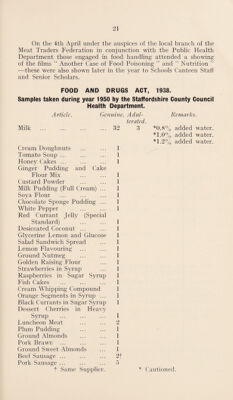 21
On the 4th April under the auspices of the local branch of the
Meat Traders Federation in conjunction with the Public Health
Department those engaged in food handling attended a showing
of the films "Another Case of Food Poisoning" and "Nutrition"
—these were also shown later in the year to Schools Canteen Staff
and Senior Scholars.
FOOD AND DRUGS ACT, 1938.
Samples taken during year 1950 by the Staffordshire County Council
Health Department.
Article. Genuine. Adul- Remarks.
terated.
Milk ... ... ... ... 32 3 *0.8% added water.
*1.0% added water.
*1.2% added water.
Cream Doughnuts ... ... 1
Tomato Soup ... ... ... 1
Honey Cakes ... ... ... 1
Ginger Pudding and Cake
Flour Mix ... ... 1
Custard Powder ... ... 1
Milk Pudding (Full Cream) ... 1
Soya Flour ... ... ... 1
Chocolate Sponge Pudding ... 1
White Pepper ... ... 1
Red Currant Jelly (Special
Standard) ... ... 1
Desiccated Coconut ... ... 1
Glycerine Lemon and Glucose 1
Salad Sandwich Spread ... 1
Lemon Flavouring ... ... 1
Ground Nutmeg ... ... 1
Golden Raising Flour ... 1
Strawberries in Syrup ... 1
Raspberries in Sugar Syrup 1
Fish Cakes ... ... ... 1
Cream Whipping Compound 1
Orange Segments in Syrup ... 1
Black Currants in Sugar Syrup 1
Dessert Cherries in Heavy
Syrup ... ... ... 1
Luncheon Meat ... ... 2
Plum Pudding ... ... 1
Ground Almonds ... ... 1
Pork Brawn ... ... ... 1
Ground Sweet Almonds ... 1
Beef Sausage ... ... ... 2†
Pork Sausage ... ... ... 5
† Same Supplier. * Cautioned.